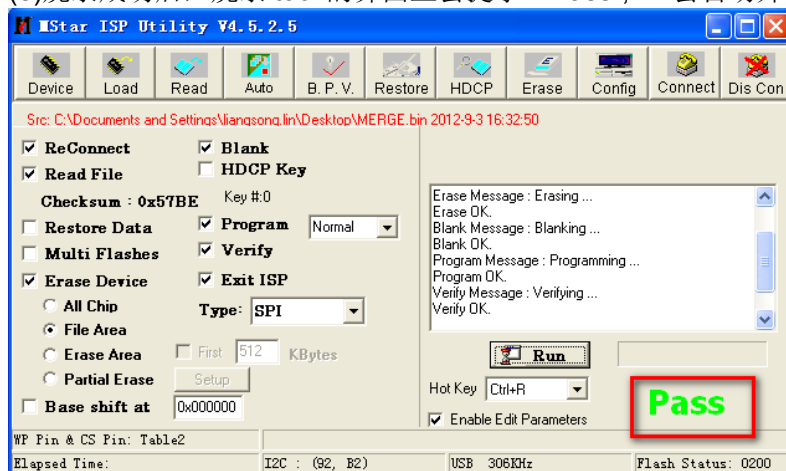 MStar ISP Utility V4.5.2.5
Device Load Read Auto B. P. V. Restore HDCP Erase Config Connect Dis Con
Src: C:\Documents and Settings\liangsong.lin\Desktop\MERGE.bin 2012-9-3 16:32:50
ReConnect
Blank
Read File
HDCP Key
Checksum : 0x57BE
Key #:0
Restore Data
Program
Normal
Multi Flashes
Verify
Erase Device
Exit ISP
All Chip
Type:
SPI
File Area
Erase Area
First
512
KBytes
Partial Erase
Setup
Base shift at
0x000000
Erase Message : Erasing ...
Erase OK.
Blank Message : Blanking ...
Blank OK.
Program Message : Programming ...
Program OK.
Verify Message : Verifying ...
Verify OK.
Run
Hot Key
Ctrl+R
Enable Edit Parameters
Pass
WP Pin & CS Pin: Table2
Elapsed Time:
I2C : (92, B2)
USB 306KHz
Flash Status: 0200